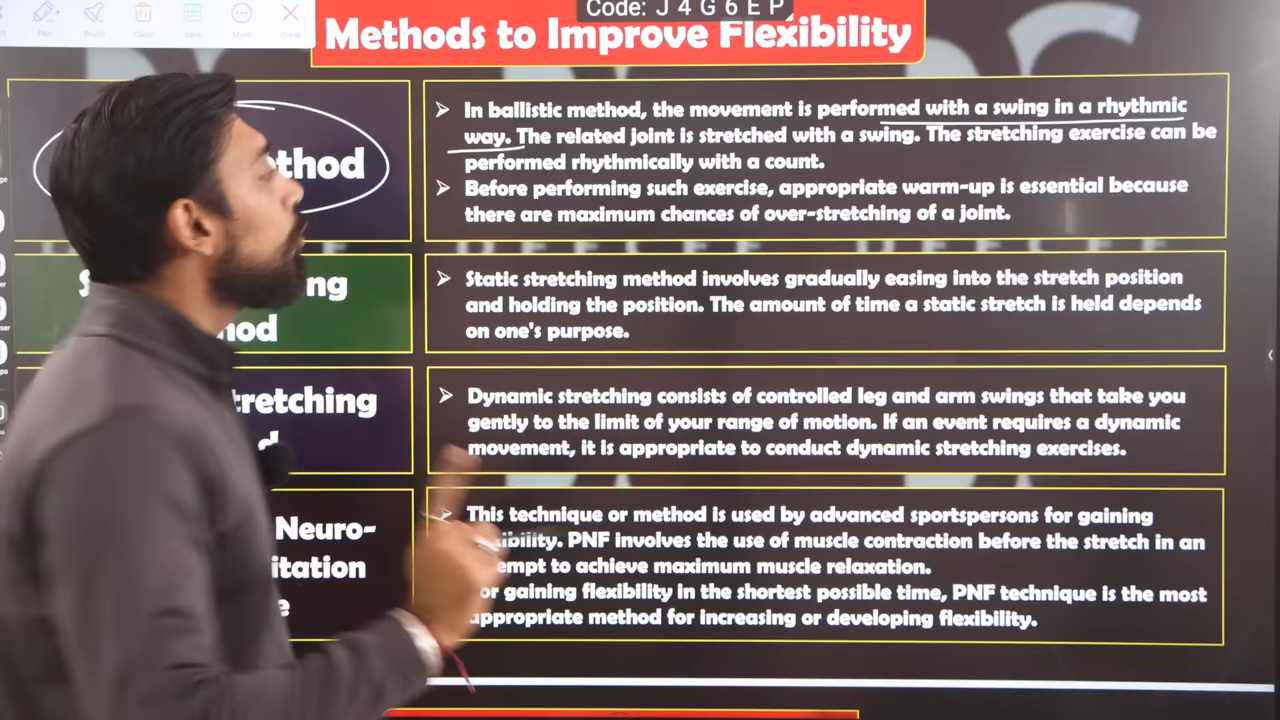 Code: J 4 G 6 E P
Pen
Save
More
Close
Methods to Improve Flexibility
In ballistic method, the movement is performed with a swing in a rhythmic
way. The related joint is stretched with a swing. The stretching exercise can be
performed rhythmically with a count.
Before performing such exercise, appropriate warm-up is essential because
there are maximum chances of over-stretching of a joint.
Static stretching method involves gradually easing into the stretch position
and holding the position. The amount of time a static stretch is held depends
on one's purpose.
Dynamic stretching consists of controlled leg and arm swings that take you
gently to the limit of your range of motion. If an event requires a dynamic
movement, it is appropriate to conduct dynamic stretching exercises.
Neuro-
This technique or method is used by advanced sportspersons for gaining
PNF involves the use of muscle contraction before the stretch in an
to achieve maximum muscle relaxation.
gaining flexibility in the shortest possible time, PNF technique is the most
appropriate method for increasing or developing flexibility.